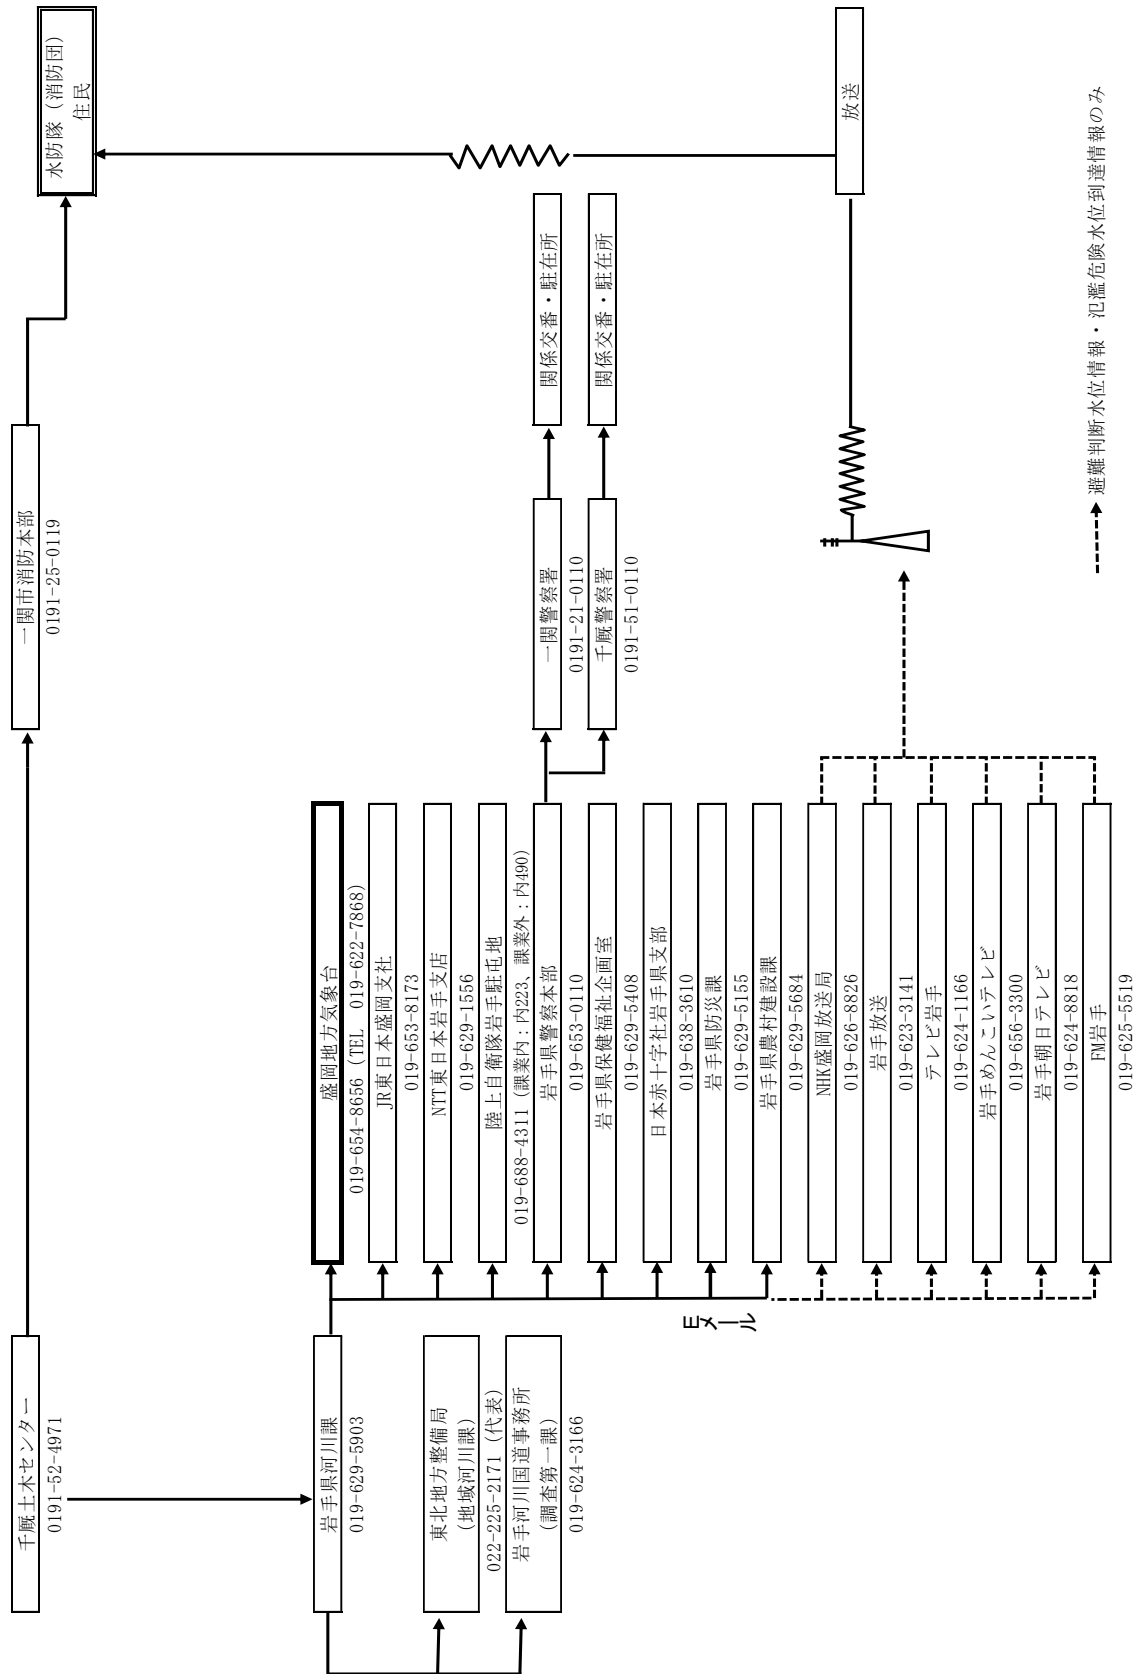 千厩土木センター
0191-52-4971
一関市消防本部
0191-25-0119
水防隊（消防団）
住民
岩手県河川課
019-629-5903
東北地方整備局
（地域河川課）
022-225-2171（代表）
岩手河川国道事務所
（調査第一課）
019-624-3166
Eメール
盛岡地方気象台
019-654-8656（TEL　019-622-7868）
JR東日本盛岡支社
019-653-8173
NTT東日本岩手支店
019-629-1556
陸上自衛隊岩手駐屯地
019-688-4311（課業内：内223、課業外：内490）
岩手県警察本部
019-653-0110
岩手県保健福祉企画室
019-629-5408
日本赤十字社岩手県支部
019-638-3610
岩手県防災課
019-629-5155
岩手県農村建設課
019-629-5684
NHK盛岡放送局
019-626-8826
岩手放送
019-623-3141
テレビ岩手
019-624-1166
岩手めんこいテレビ
019-656-3300
岩手朝日テレビ
019-624-8818
FM岩手
019-625-5519
一関警察署
0191-21-0110
千厩警察署
0191-51-0110
関係交番・駐在所
関係交番・駐在所
放送
避難判断水位情報・氾濫危険水位到達情報のみ